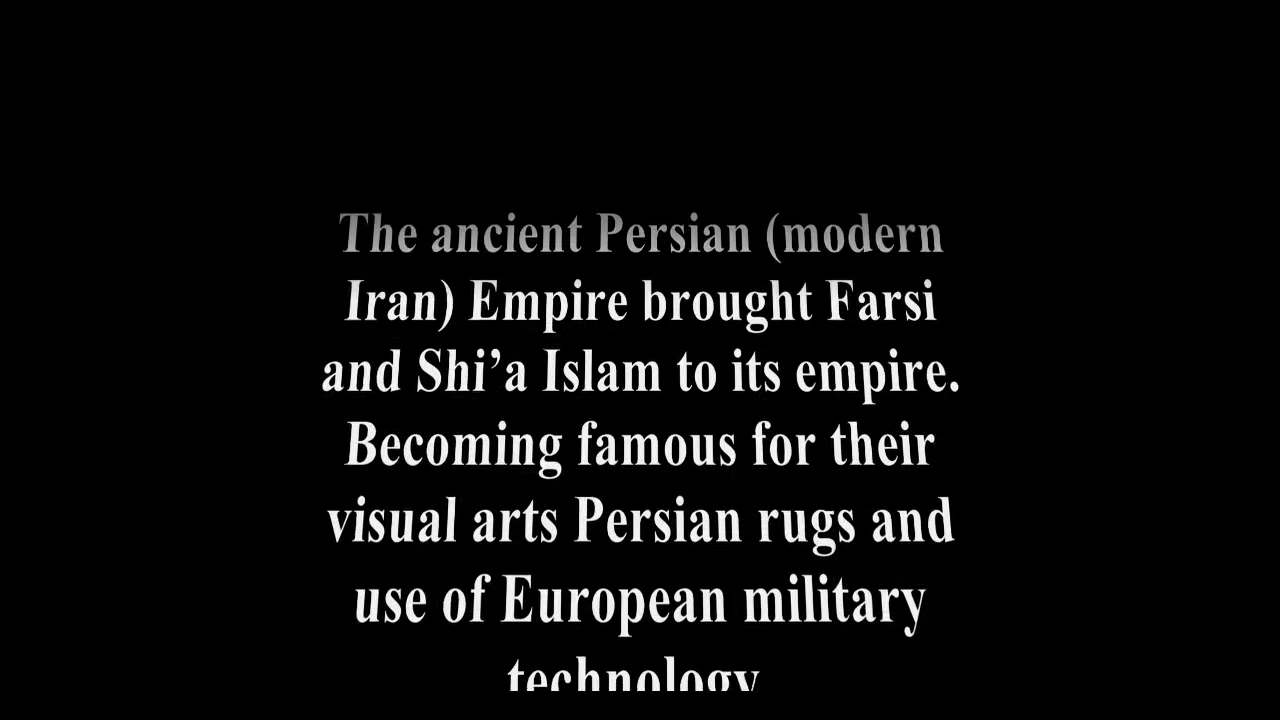 The ancient Persian (modern
Iran) Empire brought Farsi
and Shi’a Islam to its empire.
Becoming famous for their
visual arts Persian rugs and
use of European military
technology